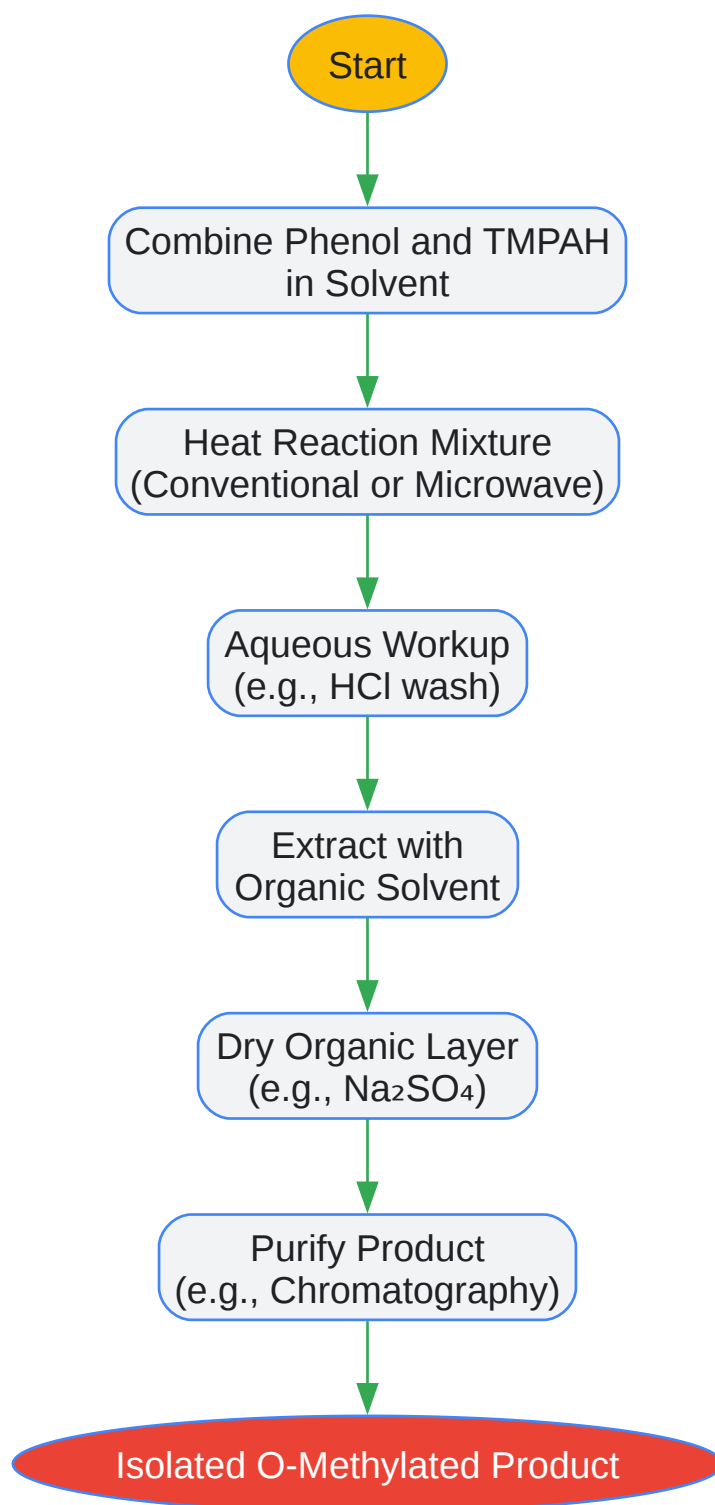 Start
Combine Phenol and TMPAH
in Solvent
Heat Reaction Mixture
(Conventional or Microwave)
Aqueous Workup
(e.g., HCl wash)
Extract with
Organic Solvent
Dry Organic Layer
(e.g., Na₂SO₄)
Purify Product
(e.g., Chromatography)
Isolated O-Methylated Product